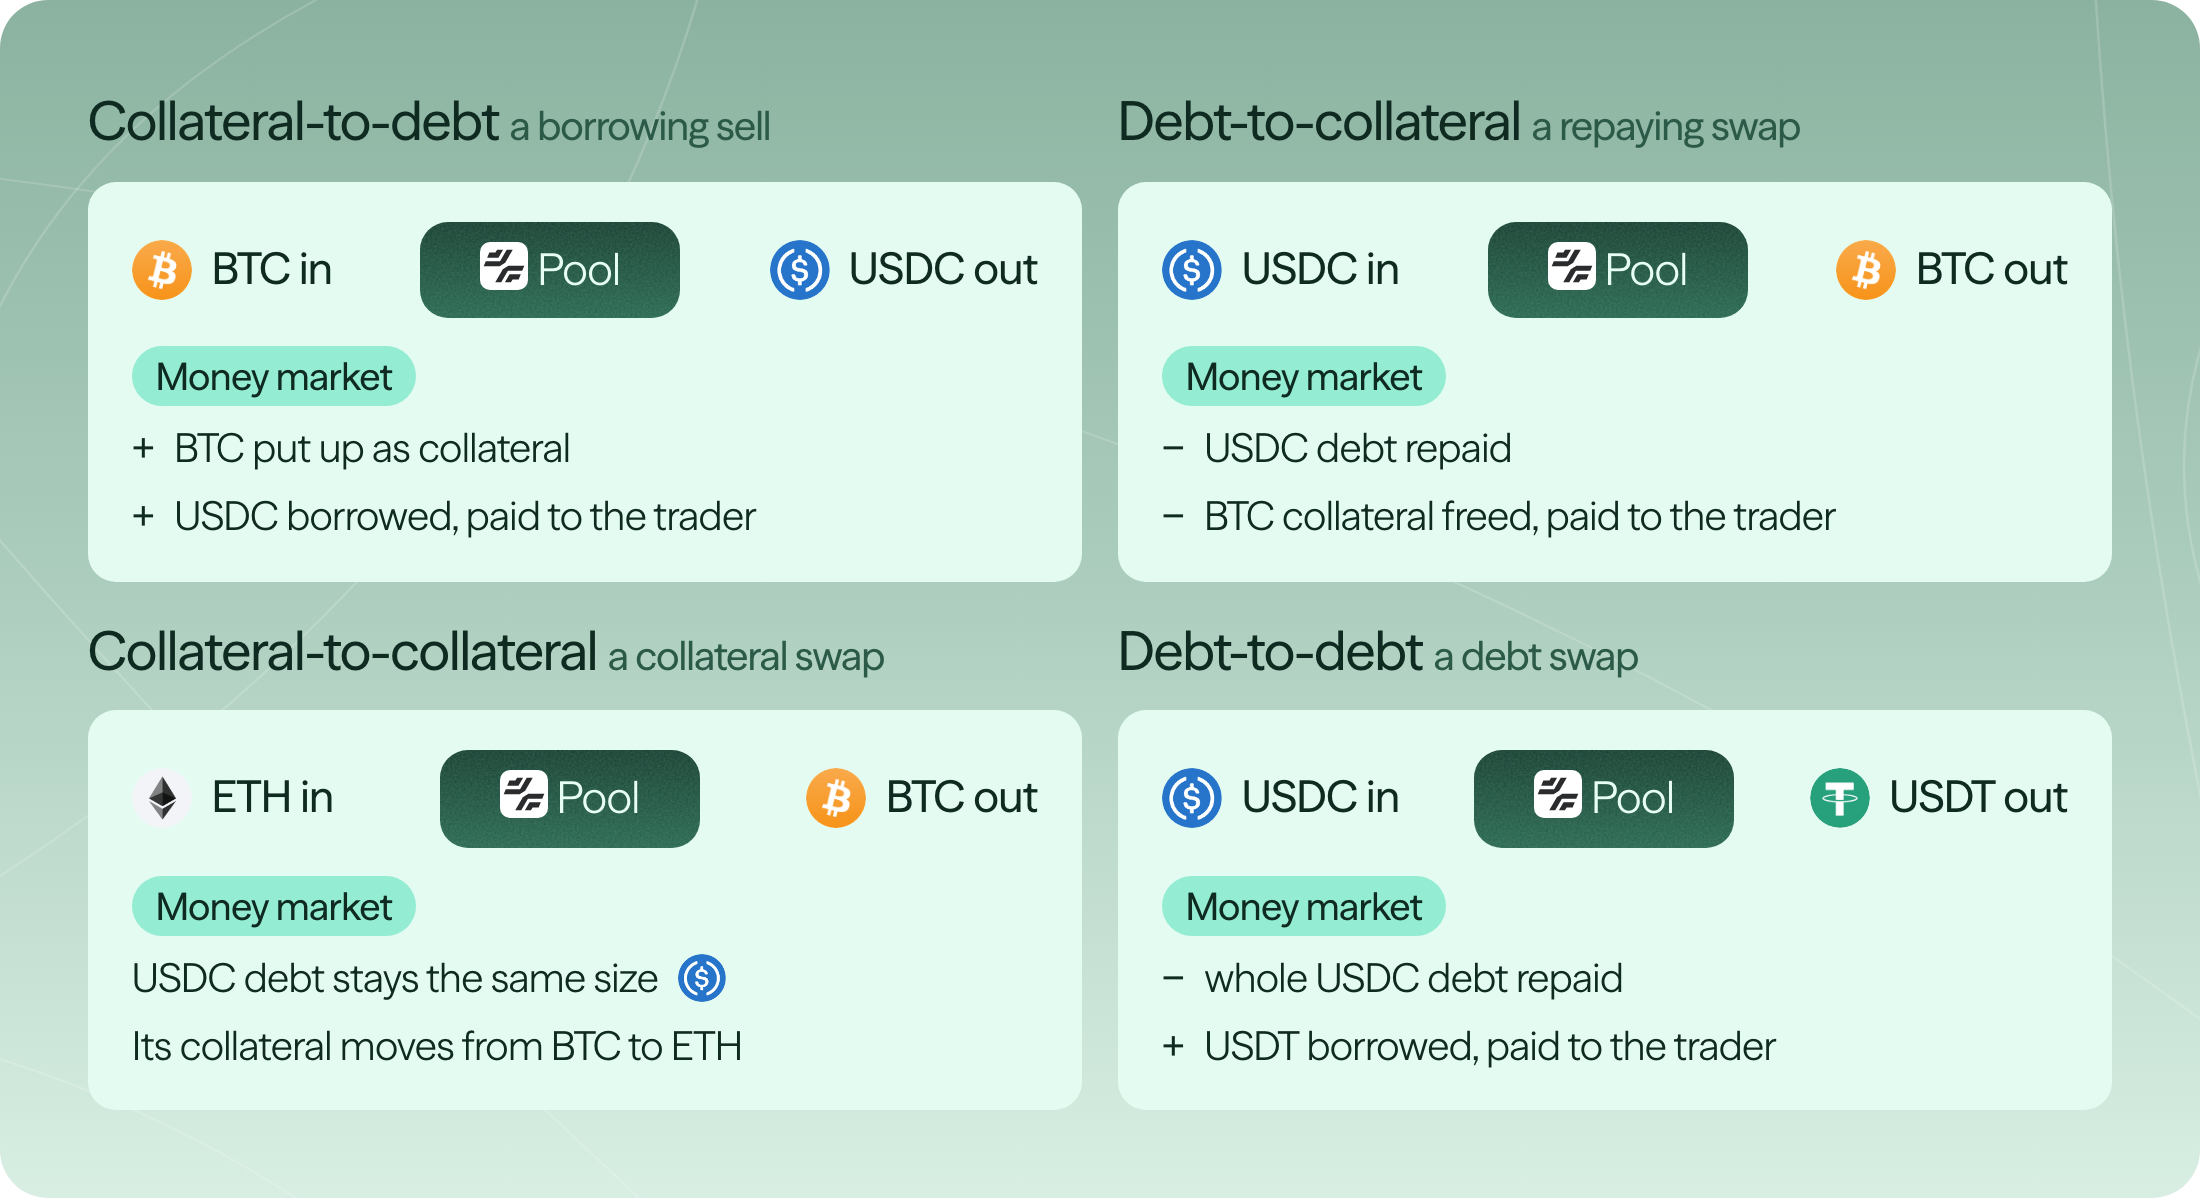 Collateral-to-debt a borrowing sell
BTC in
Pool
USDC out
Money market
+ BTC put up as collateral
+ USDC borrowed, paid to the trader
Debt-to-collateral a repaying swap
USDC in
Pool
BTC out
Money market
− USDC debt repaid
− BTC collateral freed, paid to the trader
Collateral-to-collateral a collateral swap
ETH in
Pool
BTC out
Money market
USDC debt stays the same size
Its collateral moves from BTC to ETH
Debt-to-debt a debt swap
USDC in
Pool
USDT out
Money market
− whole USDC debt repaid
+ USDT borrowed, paid to the trader